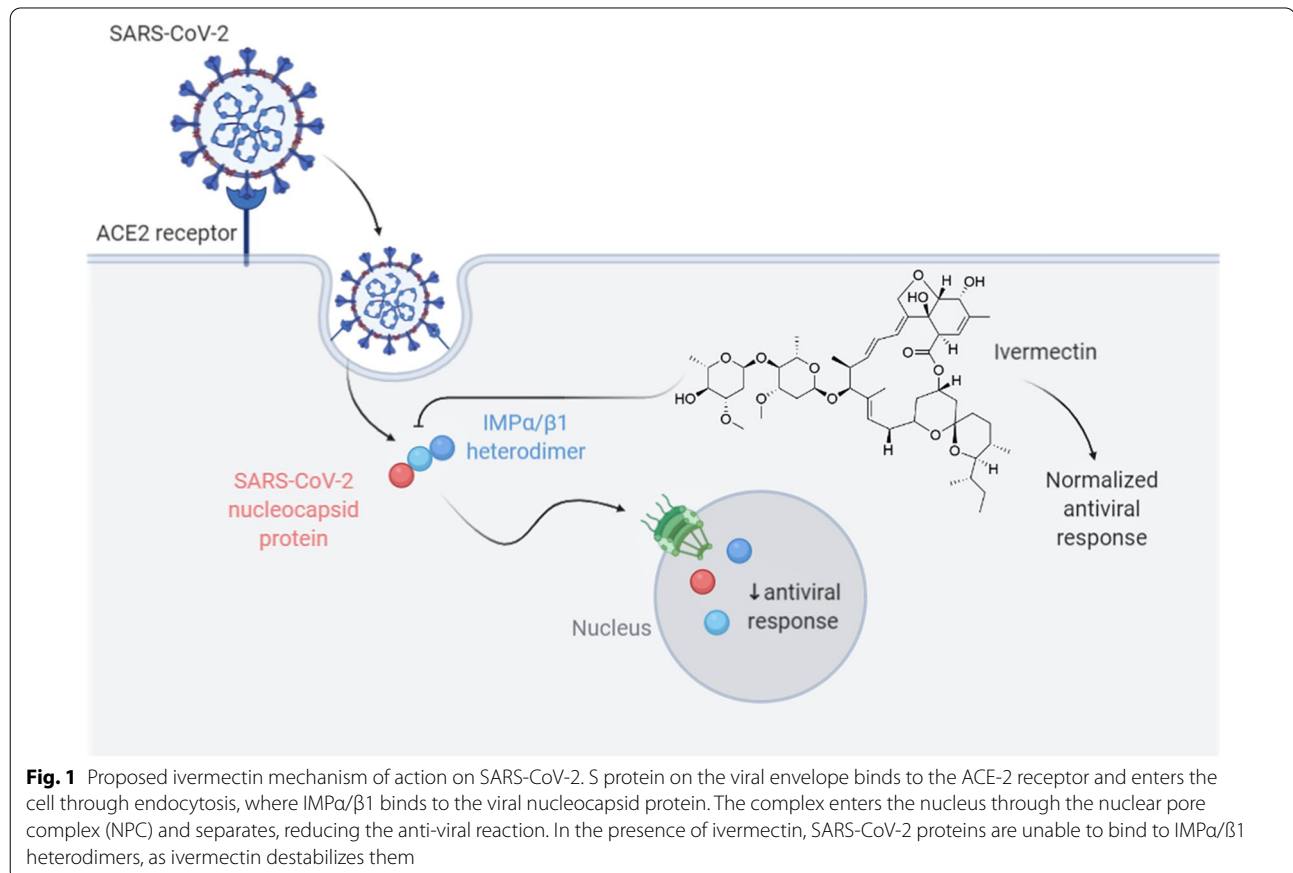 SARS-CoV-2
ACE2 receptor
O
H
OH
HO
H
O
O
H
Ivermectin
O
O
O
O
HO
O
O
O
O
H
O
H
H
IMPα/β1
heterodimer
SARS-CoV-2
nucleocapsid
protein
Normalized
antiviral
response
Nucleus
↓antiviral
response
Fig. 1 Proposed ivermectin mechanism of action on SARS-CoV-2. S protein on the viral envelope binds to the ACE-2 receptor and enters the
cell through endocytosis, where IMPα/β1 binds to the viral nucleocapsid protein. The complex enters the nucleus through the nuclear pore
complex (NPC) and separates, reducing the anti-viral reaction. In the presence of ivermectin, SARS-CoV-2 proteins are unable to bind to IMPα/ß1
heterodimers, as ivermectin destabilizes them